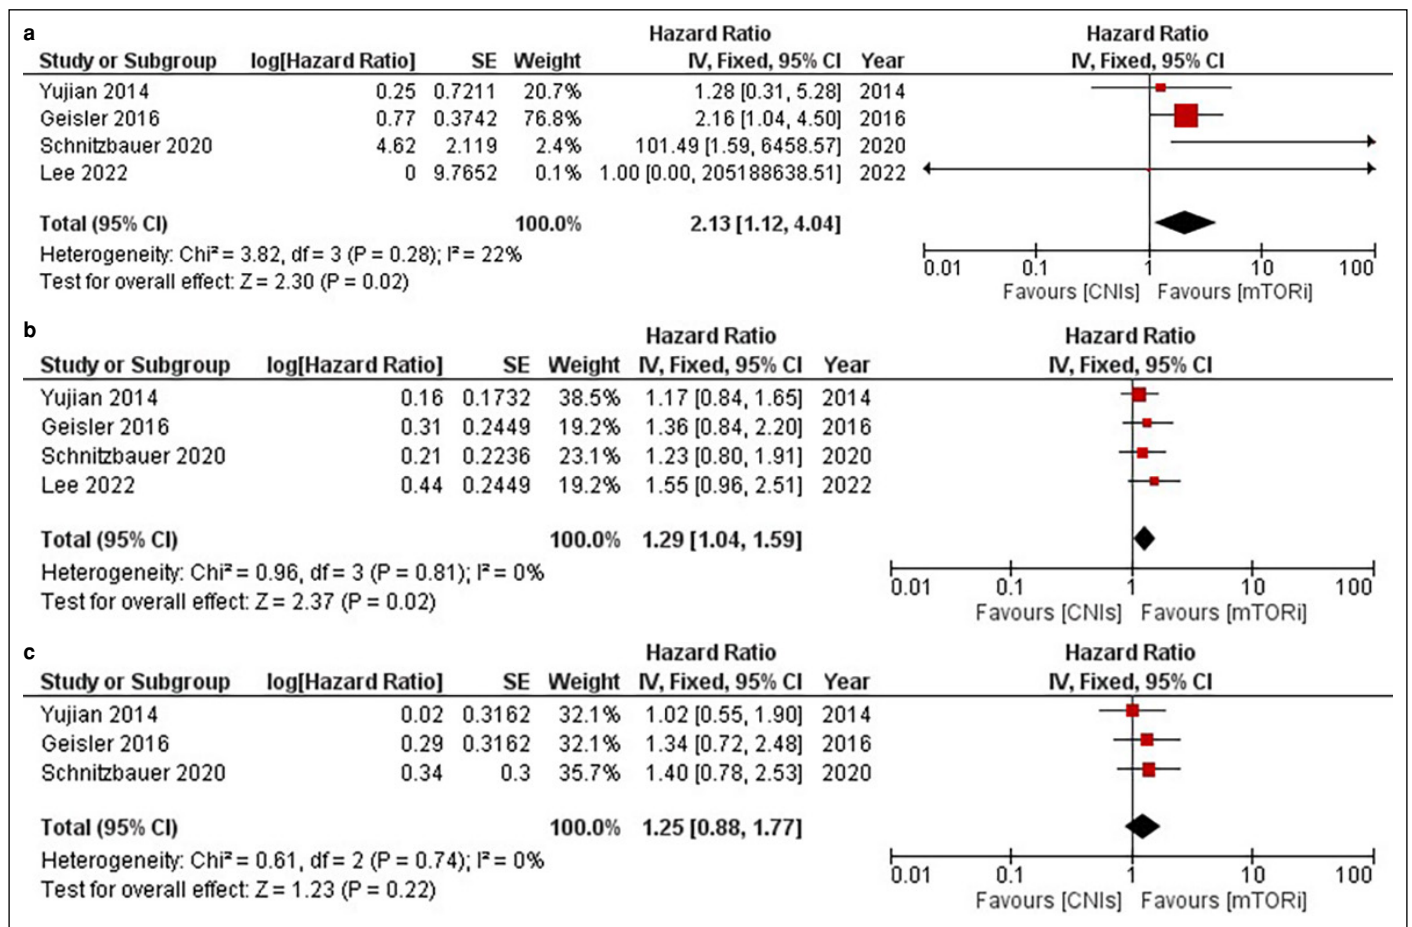 a
Hazard Ratio Hazard Ratio
Study or Subgroup log[Hazard Ratio] SE Weight IV, Fixed, 95% CI Year IV, Fixed, 95% CI
Yujian 2014 0.25 0.7211 20.7% 1.28 [0.31, 5.28] 2014
Geisler 2016 0.77 0.3742 76.8% 2.16 [1.04, 4.50] 2016
Schnitzbauer 2020 4.62 2.119 2.4% 101.49 [1.59, 6458.57] 2020
Lee 2022 0 9.7652 0.1% 1.00 [0.00, 205188638.51] 2022
Total (95% CI) 100.0% 2.13 [1.12, 4.04]
Heterogeneity: Chi² = 3.82, df = 3 (P = 0.28); I² = 22%
Test for overall effect: Z = 2.30 (P = 0.02)
0.01 0.1 1 10 100
Favours [CNIs] Favours [mTORi]
b
Hazard Ratio Hazard Ratio
Study or Subgroup log[Hazard Ratio] SE Weight IV, Fixed, 95% CI Year IV, Fixed, 95% CI
Yujian 2014 0.16 0.1732 38.5% 1.17 [0.84, 1.65] 2014
Geisler 2016 0.31 0.2449 19.2% 1.36 [0.84, 2.20] 2016
Schnitzbauer 2020 0.21 0.2236 23.1% 1.23 [0.80, 1.91] 2020
Lee 2022 0.44 0.2449 19.2% 1.55 [0.96, 2.51] 2022
Total (95% CI) 100.0% 1.29 [1.04, 1.59]
Heterogeneity: Chi² = 0.96, df = 3 (P = 0.81); I² = 0%
Test for overall effect: Z = 2.37 (P = 0.02)
0.01 0.1 1 10 100
Favours [CNIs] Favours [mTORi]
c
Hazard Ratio Hazard Ratio
Study or Subgroup log[Hazard Ratio] SE Weight IV, Fixed, 95% CI Year IV, Fixed, 95% CI
Yujian 2014 0.02 0.3162 32.1% 1.02 [0.55, 1.90] 2014
Geisler 2016 0.29 0.3162 32.1% 1.34 [0.72, 2.48] 2016
Schnitzbauer 2020 0.34 0.3 35.7% 1.40 [0.78, 2.53] 2020
Total (95% CI) 100.0% 1.25 [0.88, 1.77]
Heterogeneity: Chi² = 0.61, df = 2 (P = 0.74); I² = 0%
Test for overall effect: Z = 1.23 (P = 0.22)
0.01 0.1 1 10 100
Favours [CNIs] Favours [mTORi]